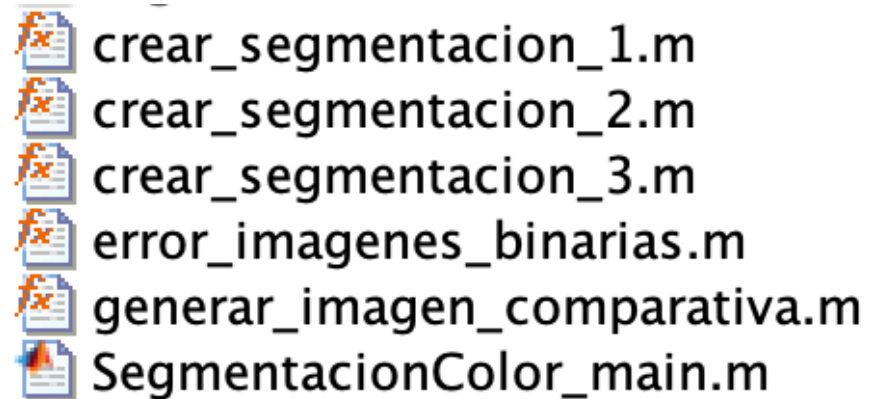 crear_segmentacion_1.m
crear_segmentacion_2.m
crear_segmentacion_3.m
error_imagenes_binarias.m
generar_imagen_comparativa.m
SegmentacionColor_main.m